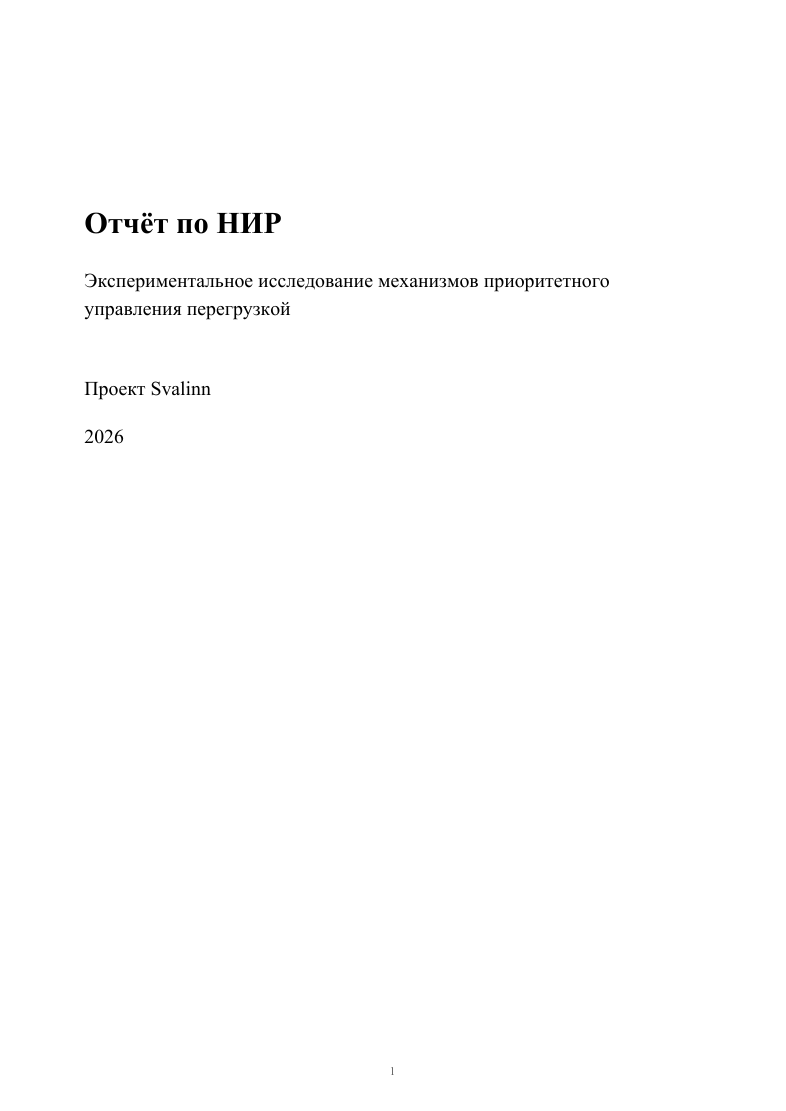 Отчёт по НИР
Экспериментальное исследование механизмов приоритетного
управления перегрузкой
Проект Svalinn
2026
1